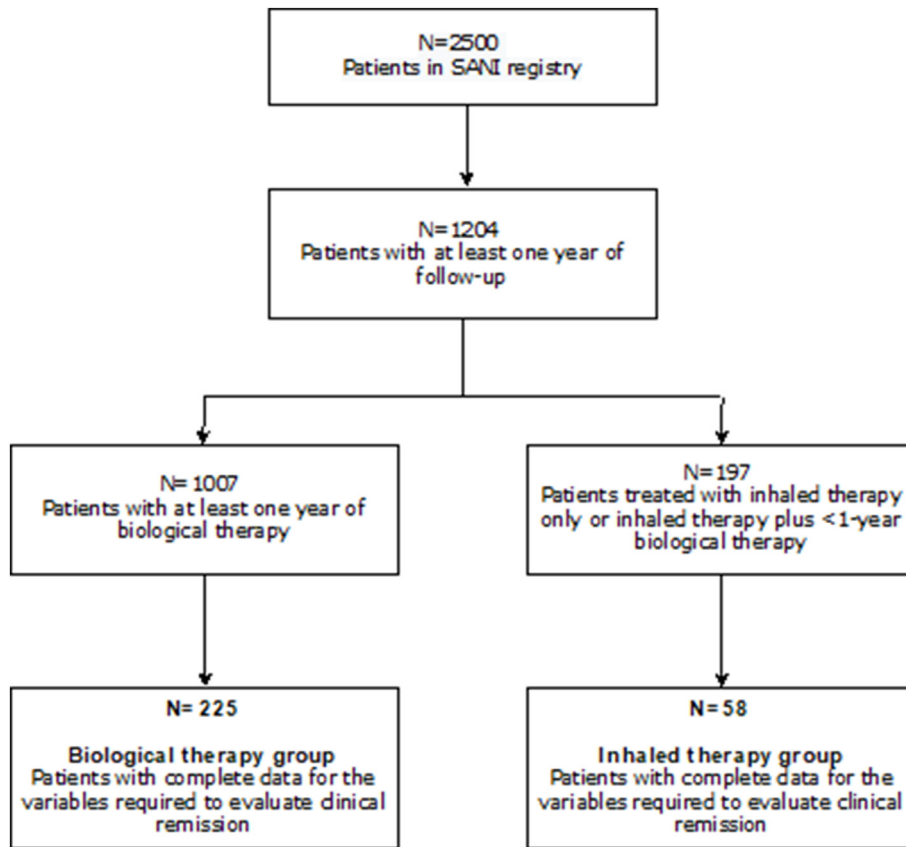 N=2500
Patients in SANI registry
N=1204
Patients with at least one year of
follow-up
N= 1007
Patients with at least one year of
biological therapy
N=197
Patients treated with inhaled therapy
only or inhaled therapy plus <1-year
biological therapy
N= 225
Biological therapy group
Patients with complete data for the
variables required to evaluate clinical
remission
N= 58
Inhaled therapy group
Patients with complete data for the
variables required to evaluate clinical
remission